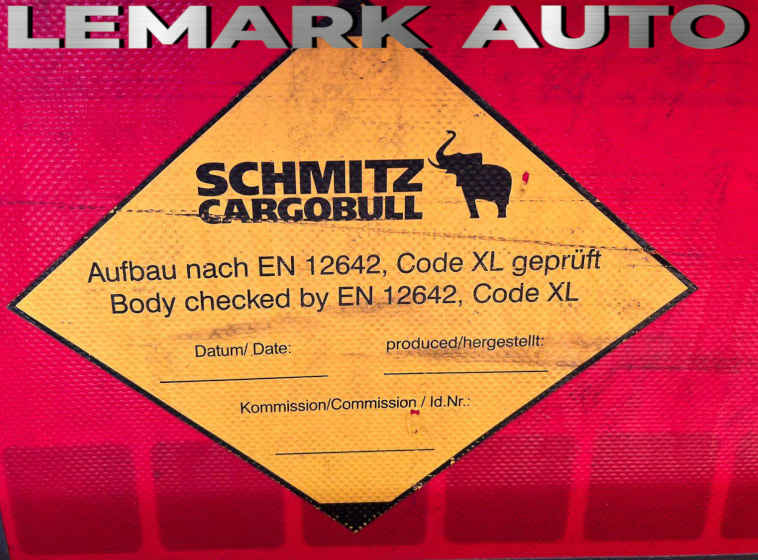 LEMARK AUTO
SCHMITZ
CARGOBULL
Aufbau nach EN 12642, Code XL geprüft
Body checked by EN 12642, Code XL
Datum/ Date:
produced/hergestellt:
Kommission/Commission / Id.Nr.: